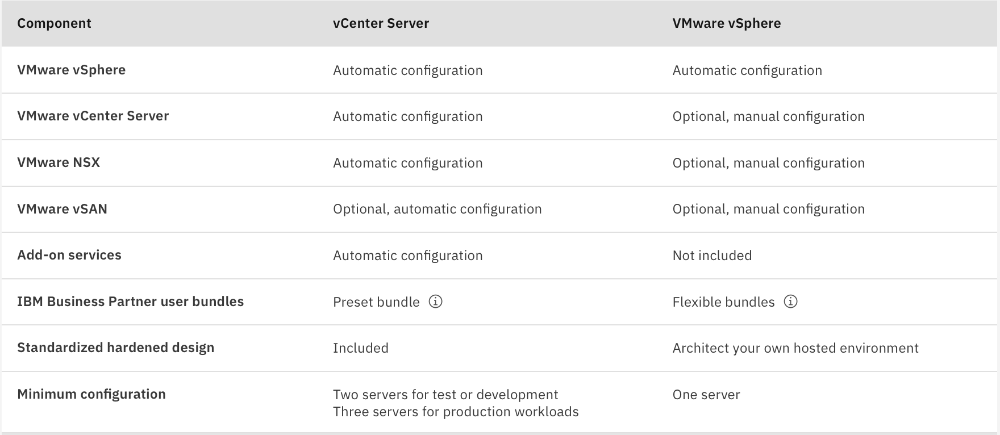 Component vCenter Server VMware vSphere
VMware vSphere Automatic configuration Automatic configuration
VMware vCenter Server Automatic configuration Optional, manual configuration
VMware NSX Automatic configuration Optional, manual configuration
VMware vSAN Optional, automatic configuration Optional, manual configuration
Add-on services Automatic configuration Not included
IBM Business Partner user bundles Preset bundle Flexible bundles
Standardized hardened design Included Architect your own hosted environment
Minimum configuration Two servers for test or development One server
Three servers for production workloads